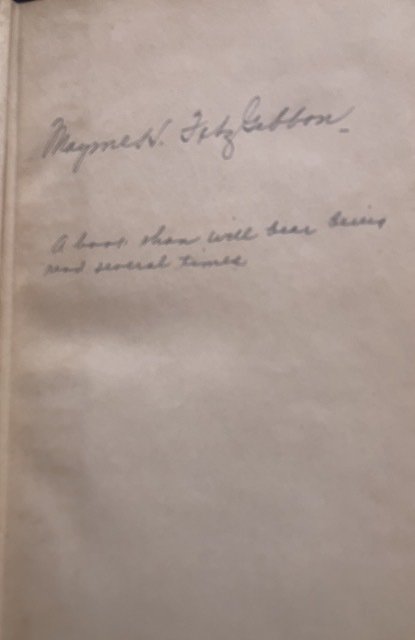 Mayme H. FitzGibbon
A book that will bear being
read several times